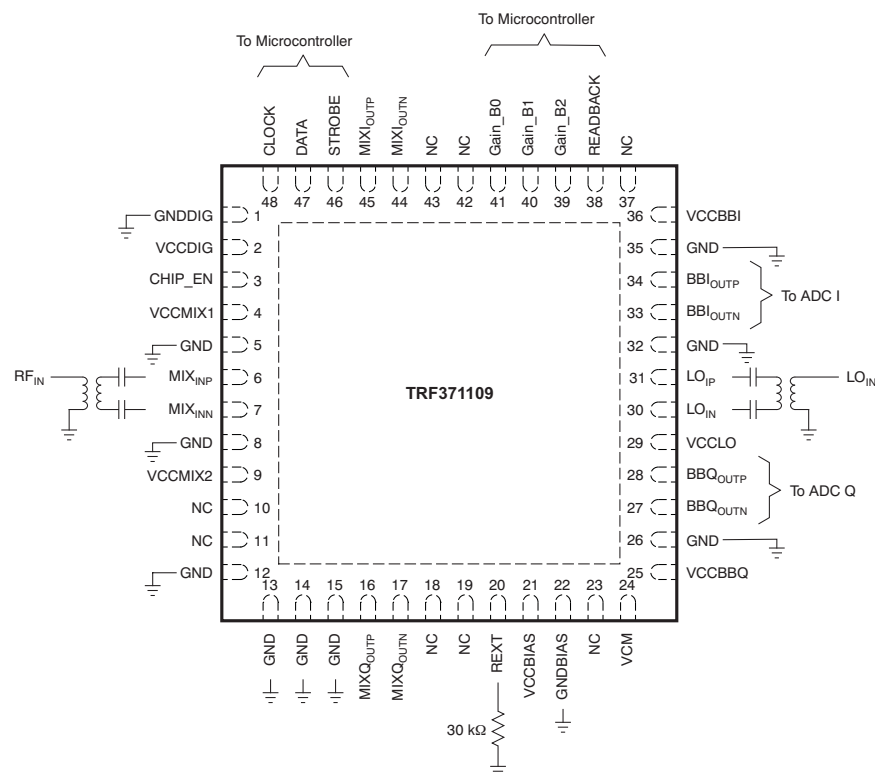 To Microcontroller
To Microcontroller
CLOCK
DATA
STROBE
MIXI_OUTP
MIXI_OUTN
NC
NC
Gain_B0
Gain_B1
Gain_B2
READBACK
NC
48 47 46 45 44 43 42 41 40 39 38 37
GNDDIG 1
VCCDIG 2
CHIP_EN 3
VCCMIX1 4
GND 5
RF_IN
MIX_INP 6
MIX_INN 7
GND 8
VCCMIX2 9
NC 10
NC 11
GND 12
TRF371109
36 VCCBBI
35 GND
34 BBI_OUTP
33 BBI_OUTN
To ADC I
32 GND
31 LO_IP
30 LO_IN
LO_IN
29 VCCLO
28 BBQ_OUTP
27 BBQ_OUTN
To ADC Q
26 GND
25 VCCBBQ
13 14 15 16 17 18 19 20 21 22 23 24
GND
GND
GND
MIXQ_OUTP
MIXQ_OUTN
NC
NC
REXT
VCCBIAS
GNDBIAS
NC
VCM
30 kΩ